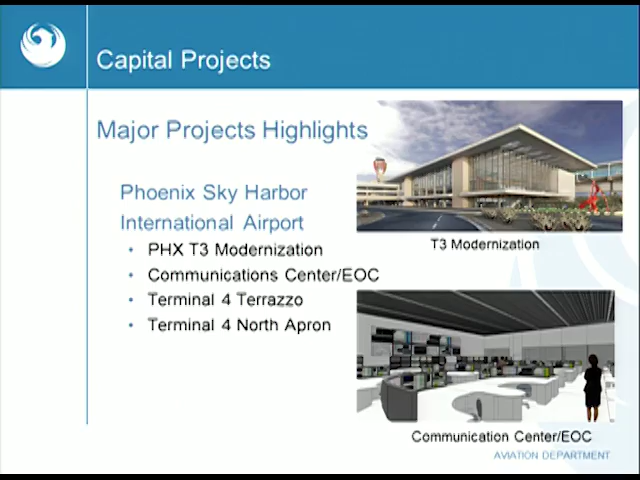 Capital Projects
Major Projects Highlights
Phoenix Sky Harbor
International Airport
• PHX T3 Modernization
• Communications Center/EOC
• Terminal 4 Terrazzo
• Terminal 4 North Apron
T3 Modernization
Communication Center/EOC
AVIATION DEPARTMENT